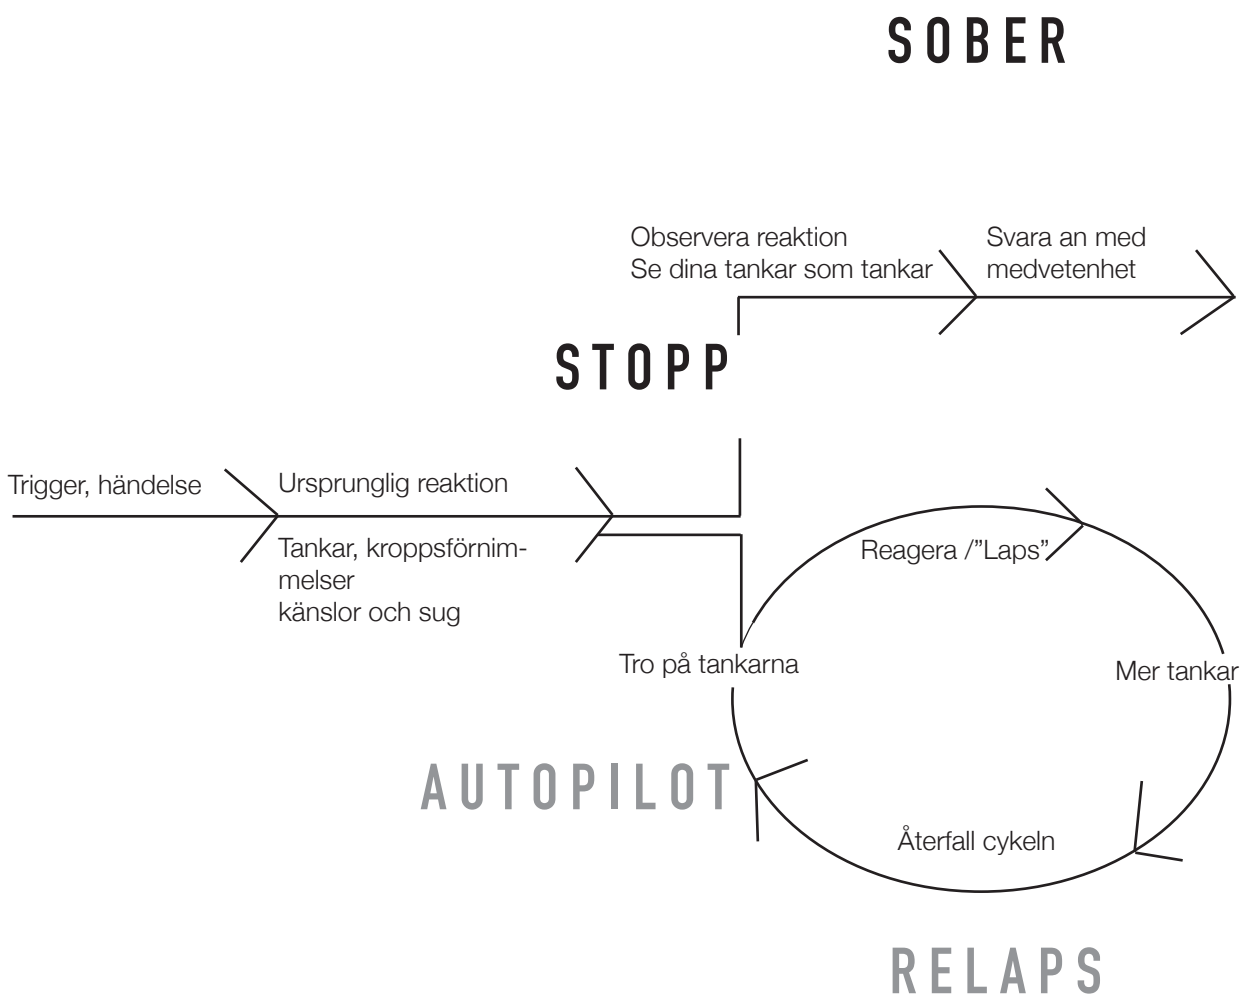 SOBER
Observera reaktion
Se dina tankar som tankar
Svara an med
medvetenhet
STOPP
Trigger, händelse
Ursprunglig reaktion
Tankar, kroppsförnim-
melser
känslor och sug
Reagera /”Laps”
Tro på tankarna
Mer tankar
AUTOPILOT
Återfall cykeln
RELAPS